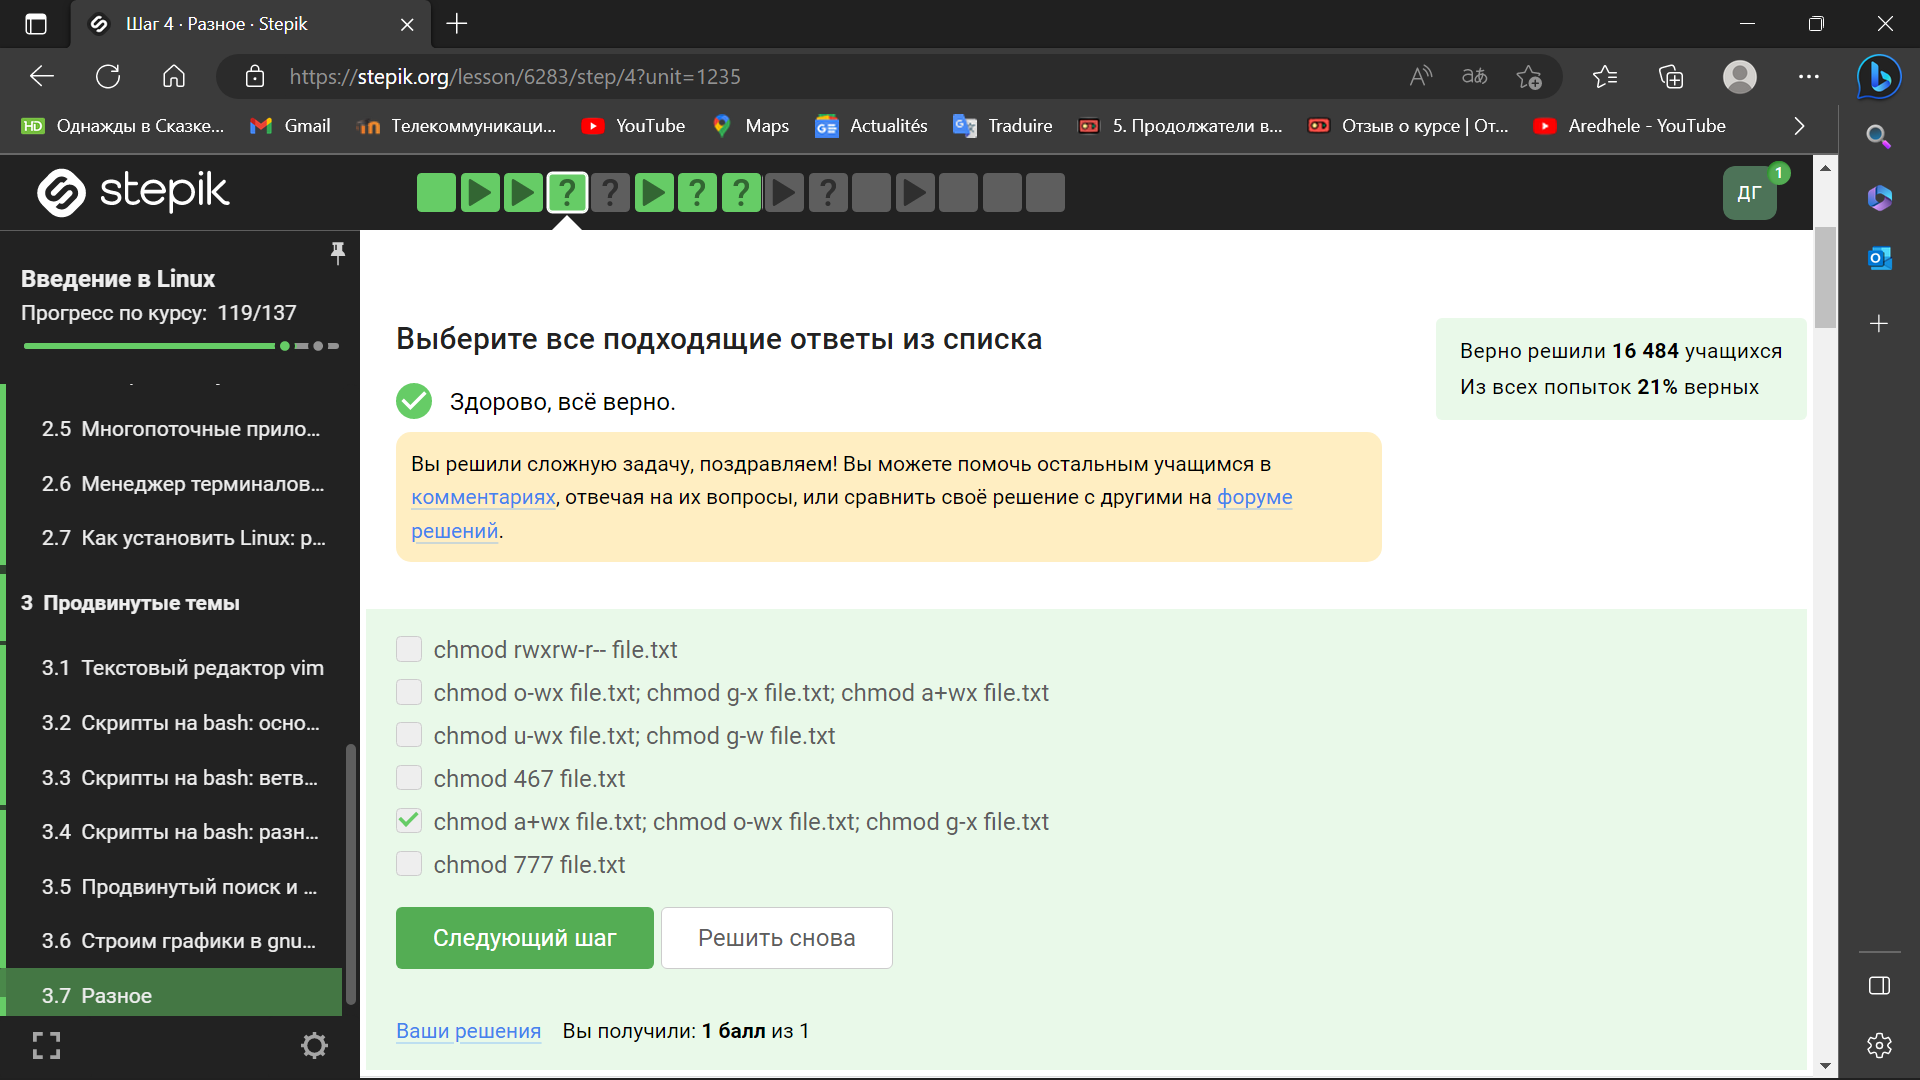 Шаг 4 · Разное · Stepik
https://stepik.org/lesson/6283/step/4?unit=1235
Однажды в Сказке...
Gmail
Телекоммуникаци...
YouTube
Maps
Actualités
Traduire
5. Продолжатели в...
Отзыв о курсе | От...
Aredhele - YouTube
stepik
ДГ
1
Введение в Linux
Прогресс по курсу: 119/137
2.5 Многопоточные прило...
2.6 Менеджер терминалов...
2.7 Как установить Linux: р...
3 Продвинутые темы
3.1 Текстовый редактор vim
3.2 Скрипты на bash: осно...
3.3 Скрипты на bash: ветв...
3.4 Скрипты на bash: разн...
3.5 Продвинутый поиск и ...
3.6 Строим графики в gnu...
3.7 Разное
Выберите все подходящие ответы из списка
Здорово, всё верно.
Вы решили сложную задачу, поздравляем! Вы можете помочь остальным учащимся в
комментариях, отвечая на их вопросы, или сравнить своё решение с другими на форуме
решений.
Верно решили 16 484 учащихся
Из всех попыток 21% верных
chmod rwxrw-r-- file.txt
chmod o-wx file.txt; chmod g-x file.txt; chmod a+wx file.txt
chmod u-wx file.txt; chmod g-w file.txt
chmod 467 file.txt
chmod a+wx file.txt; chmod o-wx file.txt; chmod g-x file.txt
chmod 777 file.txt
Следующий шаг
Решить снова
Ваши решения Вы получили: 1 балл из 1